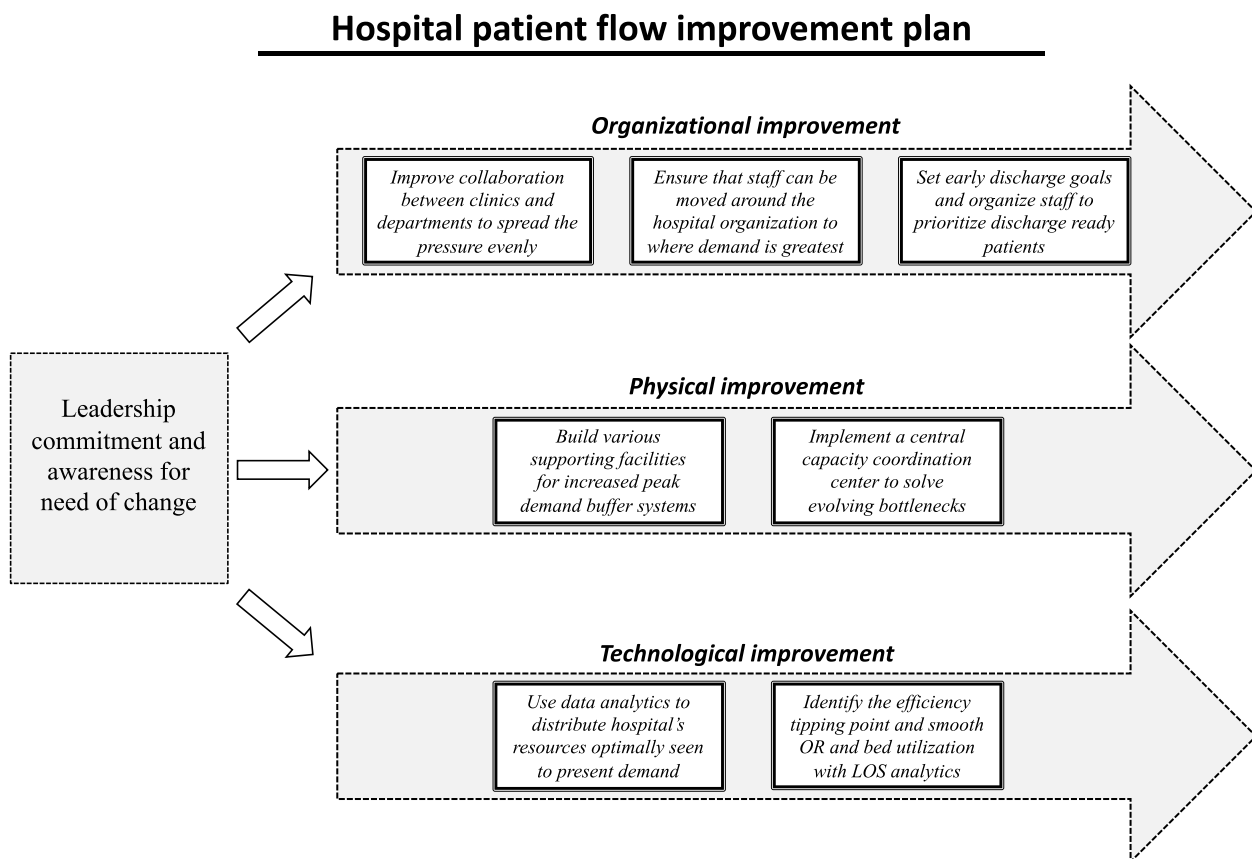 Hospital patient flow improvement plan
Organizational improvement
Improve collaboration
between clinics and
departments to spread the
pressure evenly
Ensure that staff can be
moved around the
hospital organization to
where demand is greatest
Set early discharge goals
and organize staff to
prioritize discharge ready
patients
Leadership
commitment and
awareness for
need of change
Physical improvement
Build various
supporting facilities
for increased peak
demand buffer systems
Implement a central
capacity coordination
center to solve
evolving bottlenecks
Technological improvement
Use data analytics to
distribute hospital’s
resources optimally seen
to present demand
Identify the efficiency
tipping point and smooth
OR and bed utilization
with LOS analytics